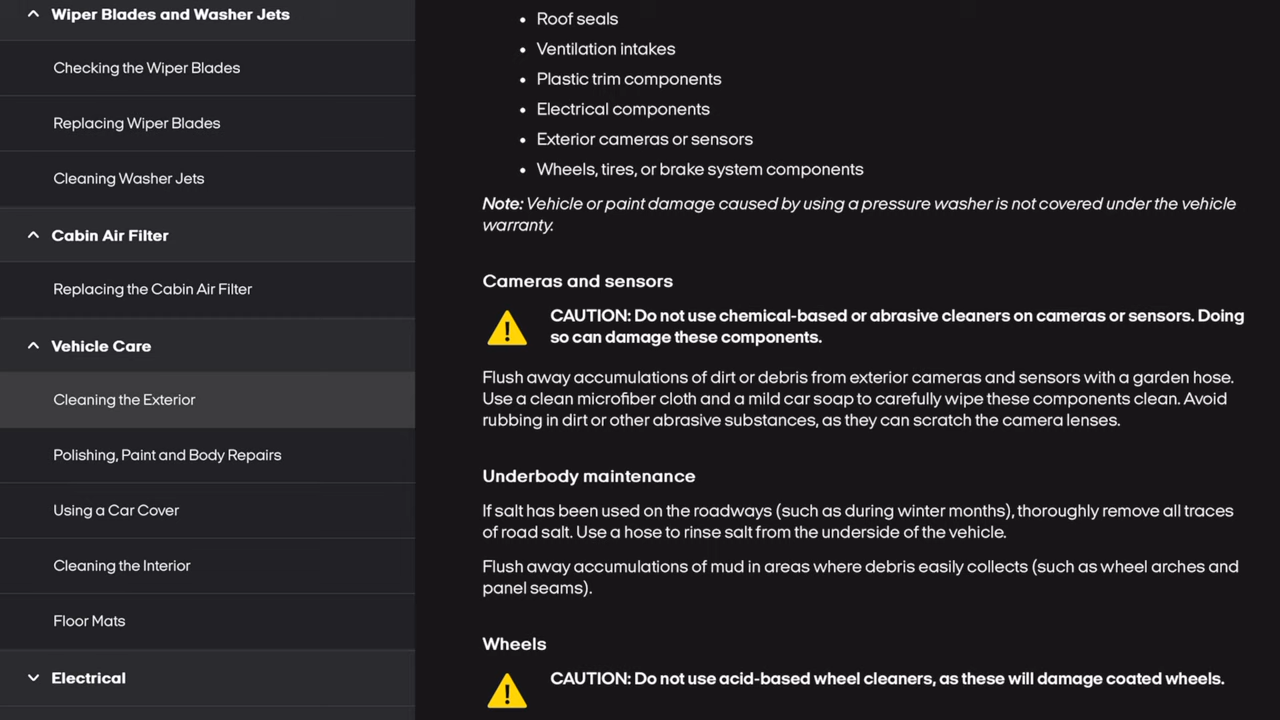 Wiper Blades and Washer Jets
Checking the Wiper Blades
Replacing Wiper Blades
Cleaning Washer Jets
Cabin Air Filter
Replacing the Cabin Air Filter
Vehicle Care
Cleaning the Exterior
Polishing, Paint and Body Repairs
Using a Car Cover
Cleaning the Interior
Floor Mats
Electrical
• Roof seals
• Ventilation intakes
• Plastic trim components
• Electrical components
• Exterior cameras or sensors
• Wheels, tires, or brake system components
Note: Vehicle or paint damage caused by using a pressure washer is not covered under the vehicle
warranty.
Cameras and sensors
CAUTION: Do not use chemical-based or abrasive cleaners on cameras or sensors. Doing
so can damage these components.
Flush away accumulations of dirt or debris from exterior cameras and sensors with a garden hose.
Use a clean microfiber cloth and a mild car soap to carefully wipe these components clean. Avoid
rubbing in dirt or other abrasive substances, as they can scratch the camera lenses.
Underbody maintenance
If salt has been used on the roadways (such as during winter months), thoroughly remove all traces
of road salt. Use a hose to rinse salt from the underside of the vehicle.
Flush away accumulations of mud in areas where debris easily collects (such as wheel arches and
panel seams).
Wheels
CAUTION: Do not use acid-based wheel cleaners, as these will damage coated wheels.